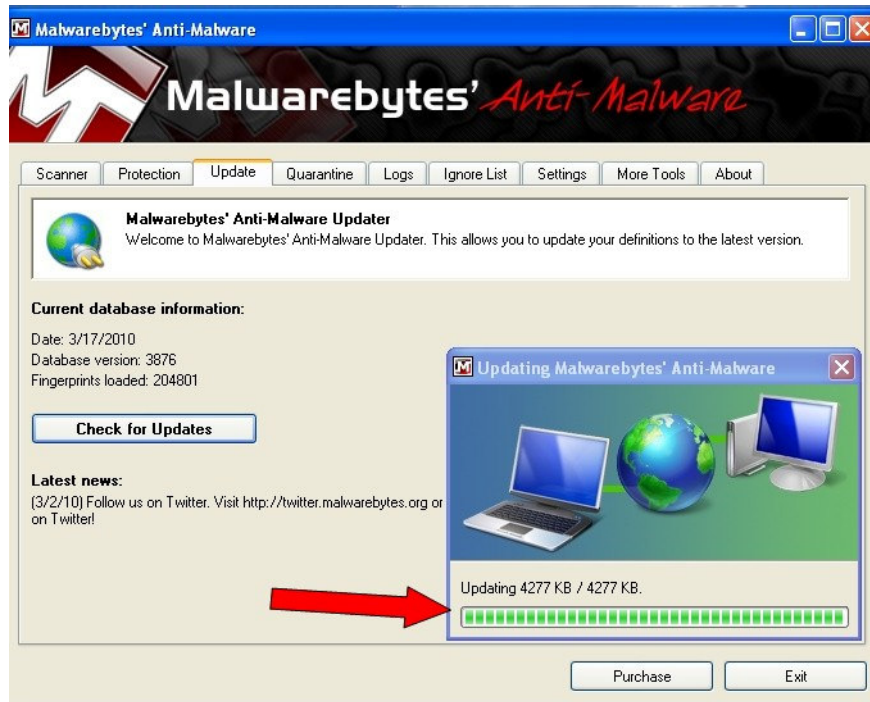 Malwarebytes' Anti-Malware
Malwarebytes' Anti-Malware
Scanner Protection Update Quarantine Logs Ignore List Settings More Tools About
Malwarebytes' Anti-Malware Updater
Welcome to Malwarebytes' Anti-Malware Updater. This allows you to update your definitions to the latest version.
Current database information:
Date: 3/17/2010
Database version: 3876
Fingerprints loaded: 204801
Check for Updates
Latest news:
(3/2/10) Follow us on Twitter. Visit http://twitter.malwarebytes.org or
on Twitter!
Updating Malwarebytes' Anti-Malware
Updating 4277 KB / 4277 KB.
Purchase Exit